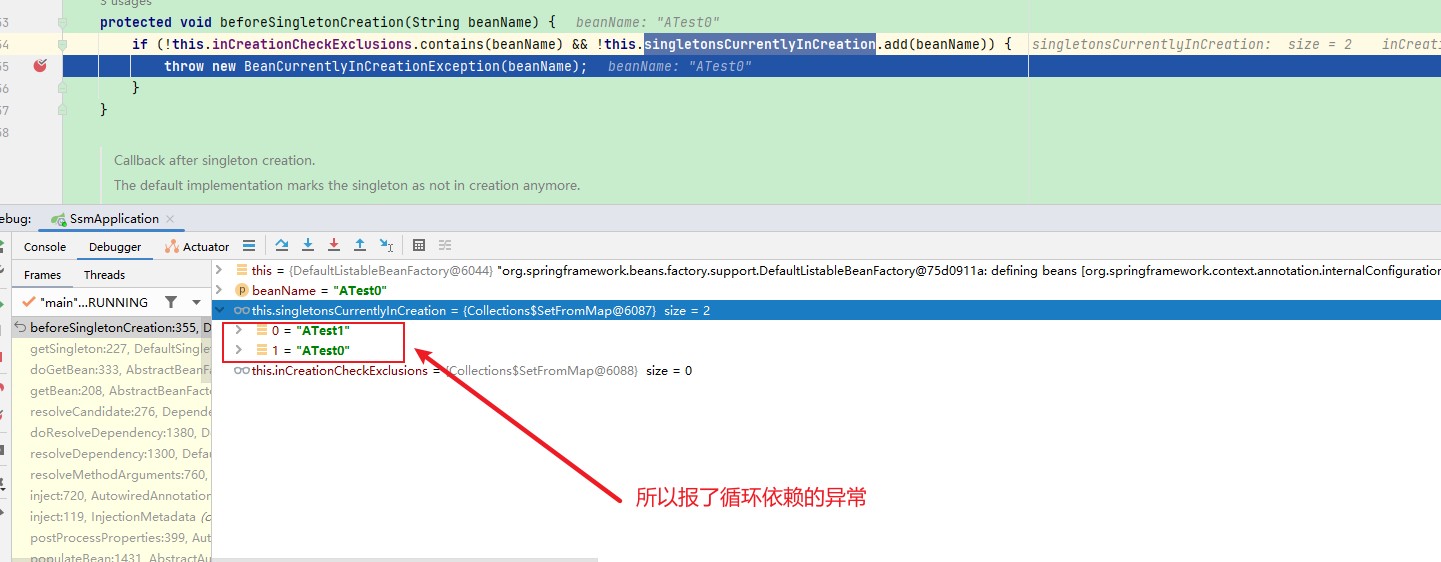 3 usages
53 protected void beforeSingletonCreation(String beanName) { beanName: "ATest0"
54 if (!this.inCreationCheckExclusions.contains(beanName) && !this.singletonsCurrentlyInCreation.add(beanName)) { singletonsCurrentlyInCreation: size = 2 inCreati
55 throw new BeanCurrentlyInCreationException(beanName); beanName: "ATest0"
56 }
57 }
58
Callback after singleton creation.
The default implementation marks the singleton as not in creation anymore.
ebug: SsmApplication
Console Debugger Actuator
Frames Threads
"main"...RUNNING
this = {DefaultListableBeanFactory@6044} "org.springframework.beans.factory.support.DefaultListableBeanFactory@75d0911a: defining beans [org.springframework.context.annotation.internalConfiguration
p beanName = "ATest0"
this.singletonsCurrentlyInCreation = {Collections$SetFromMap@6087} size = 2
0 = "ATest1"
1 = "ATest0"
this.inCreationCheckExclusions = {Collections$SetFromMap@6088} size = 0
beforeSingletonCreation:355, D
getSingleton:227, DefaultSingle
doGetBean:333, AbstractBeanFa
getBean:208, AbstractBeanFac
resolveCandidate:276, Depende
doResolveDependency:1380, D
resolveDependency:1300, Defau
resolveMethodArguments:760,
inject:720, AutowiredAnnotation
inject:119, InjectionMetadata (o
postProcessProperties:399, Aut
populateBean:1431, AbstractAu
所以报了循环依赖的异常